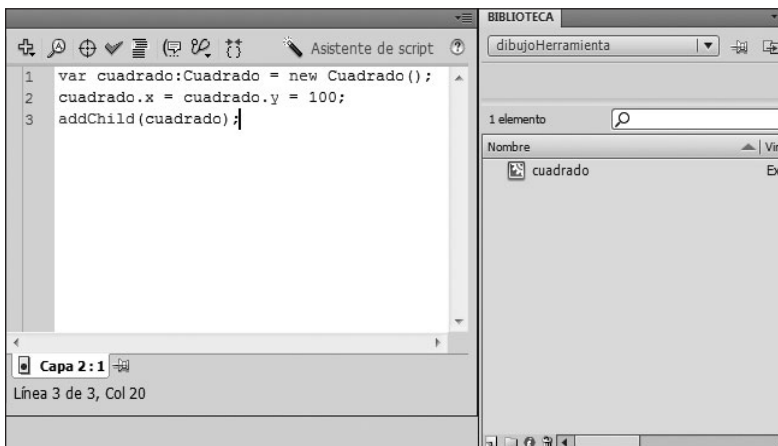 Asistente de script
1 var cuadrado:Cuadrado = new Cuadrado();
2 cuadrado.x = cuadrado.y = 100;
3 addChild(cuadrado);
Capa 2:1
Línea 3 de 3, Col 20
BIBLIOTECA
dibujoHerramienta
1 elemento
Nombre
cuadrado